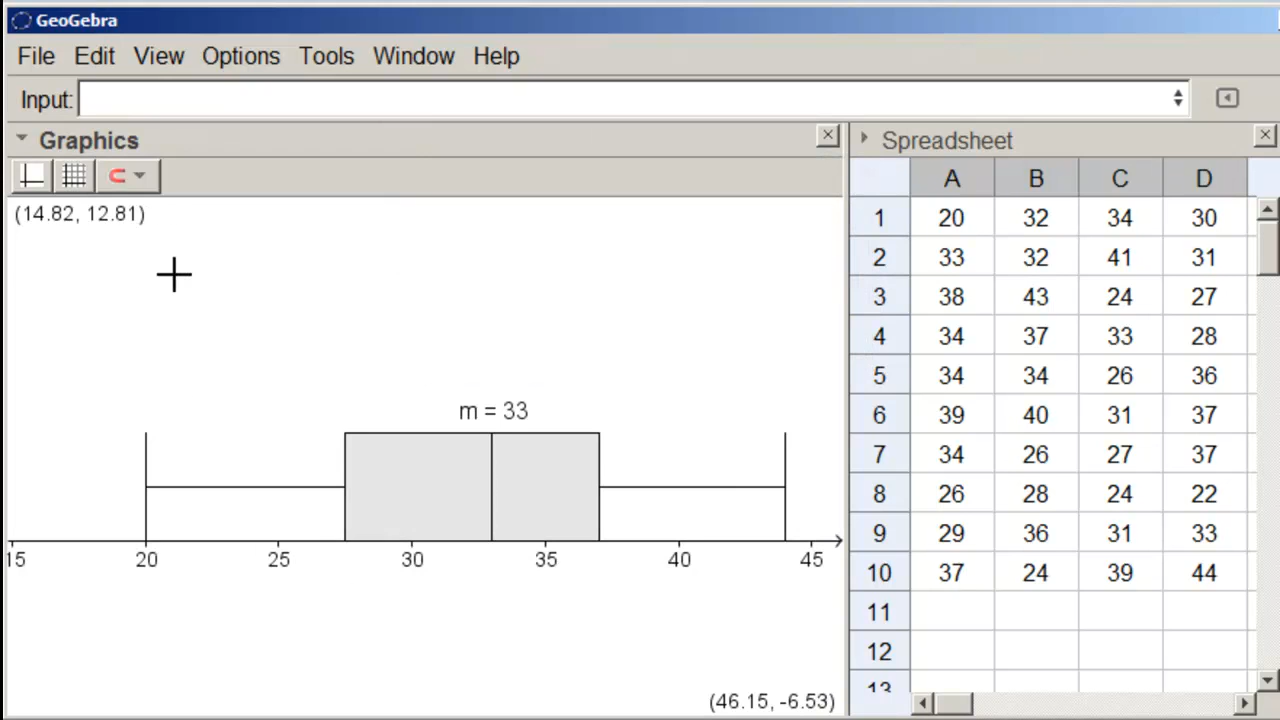 GeoGebra
File Edit View Options Tools Window Help
Input:
Graphics
(14.82, 12.81)
m = 33
15 20 25 30 35 40 45
(46.15, -6.53)
Spreadsheet
A B C D
1 20 32 34 30
2 33 32 41 31
3 38 43 24 27
4 34 37 33 28
5 34 34 26 36
6 39 40 31 37
7 34 26 27 37
8 26 28 24 22
9 29 36 31 33
10 37 24 39 44
11
12
13